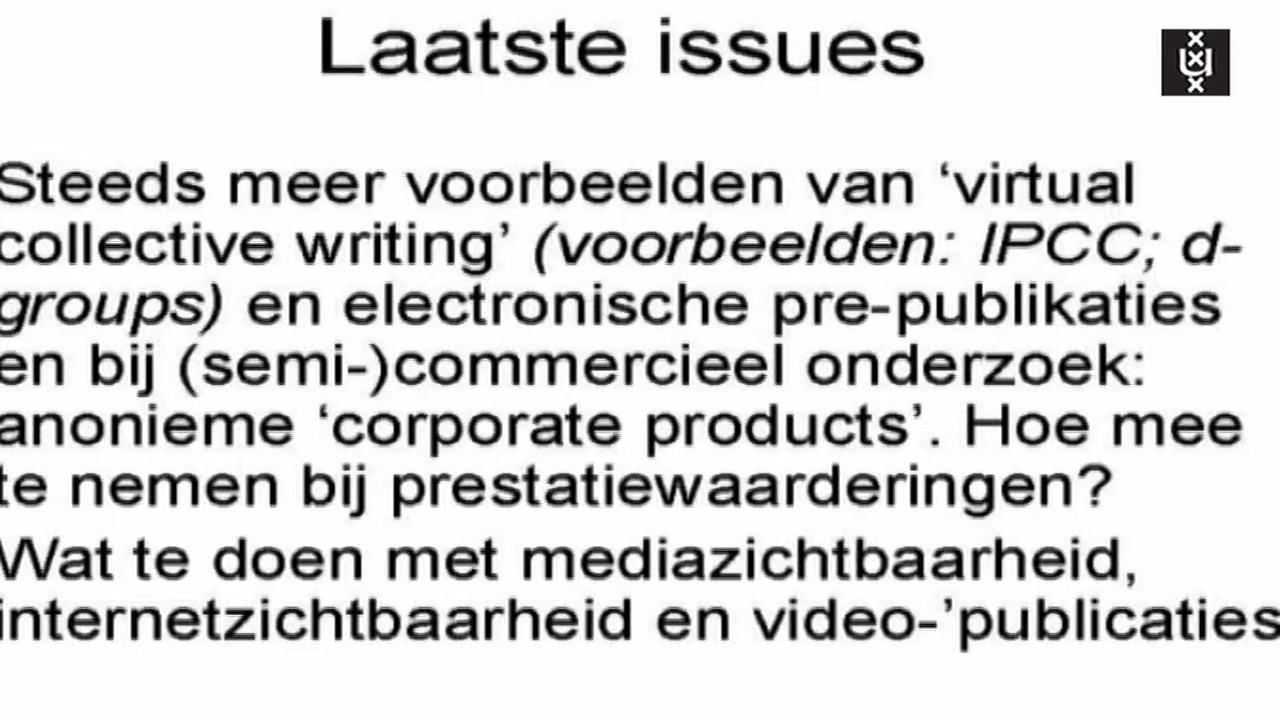 Laatste issues
Steeds meer voorbeelden van ‘virtual
collective writing’ (voorbeelden: IPCC; d-
groups) en electronische pre-publikaties
en bij (semi-)commercieel onderzoek:
anonieme ‘corporate products’. Hoe mee
te nemen bij prestatiewaarderingen?
Wat te doen met mediazichtbaarheid,
internetzichtbaarheid en video-’publicaties